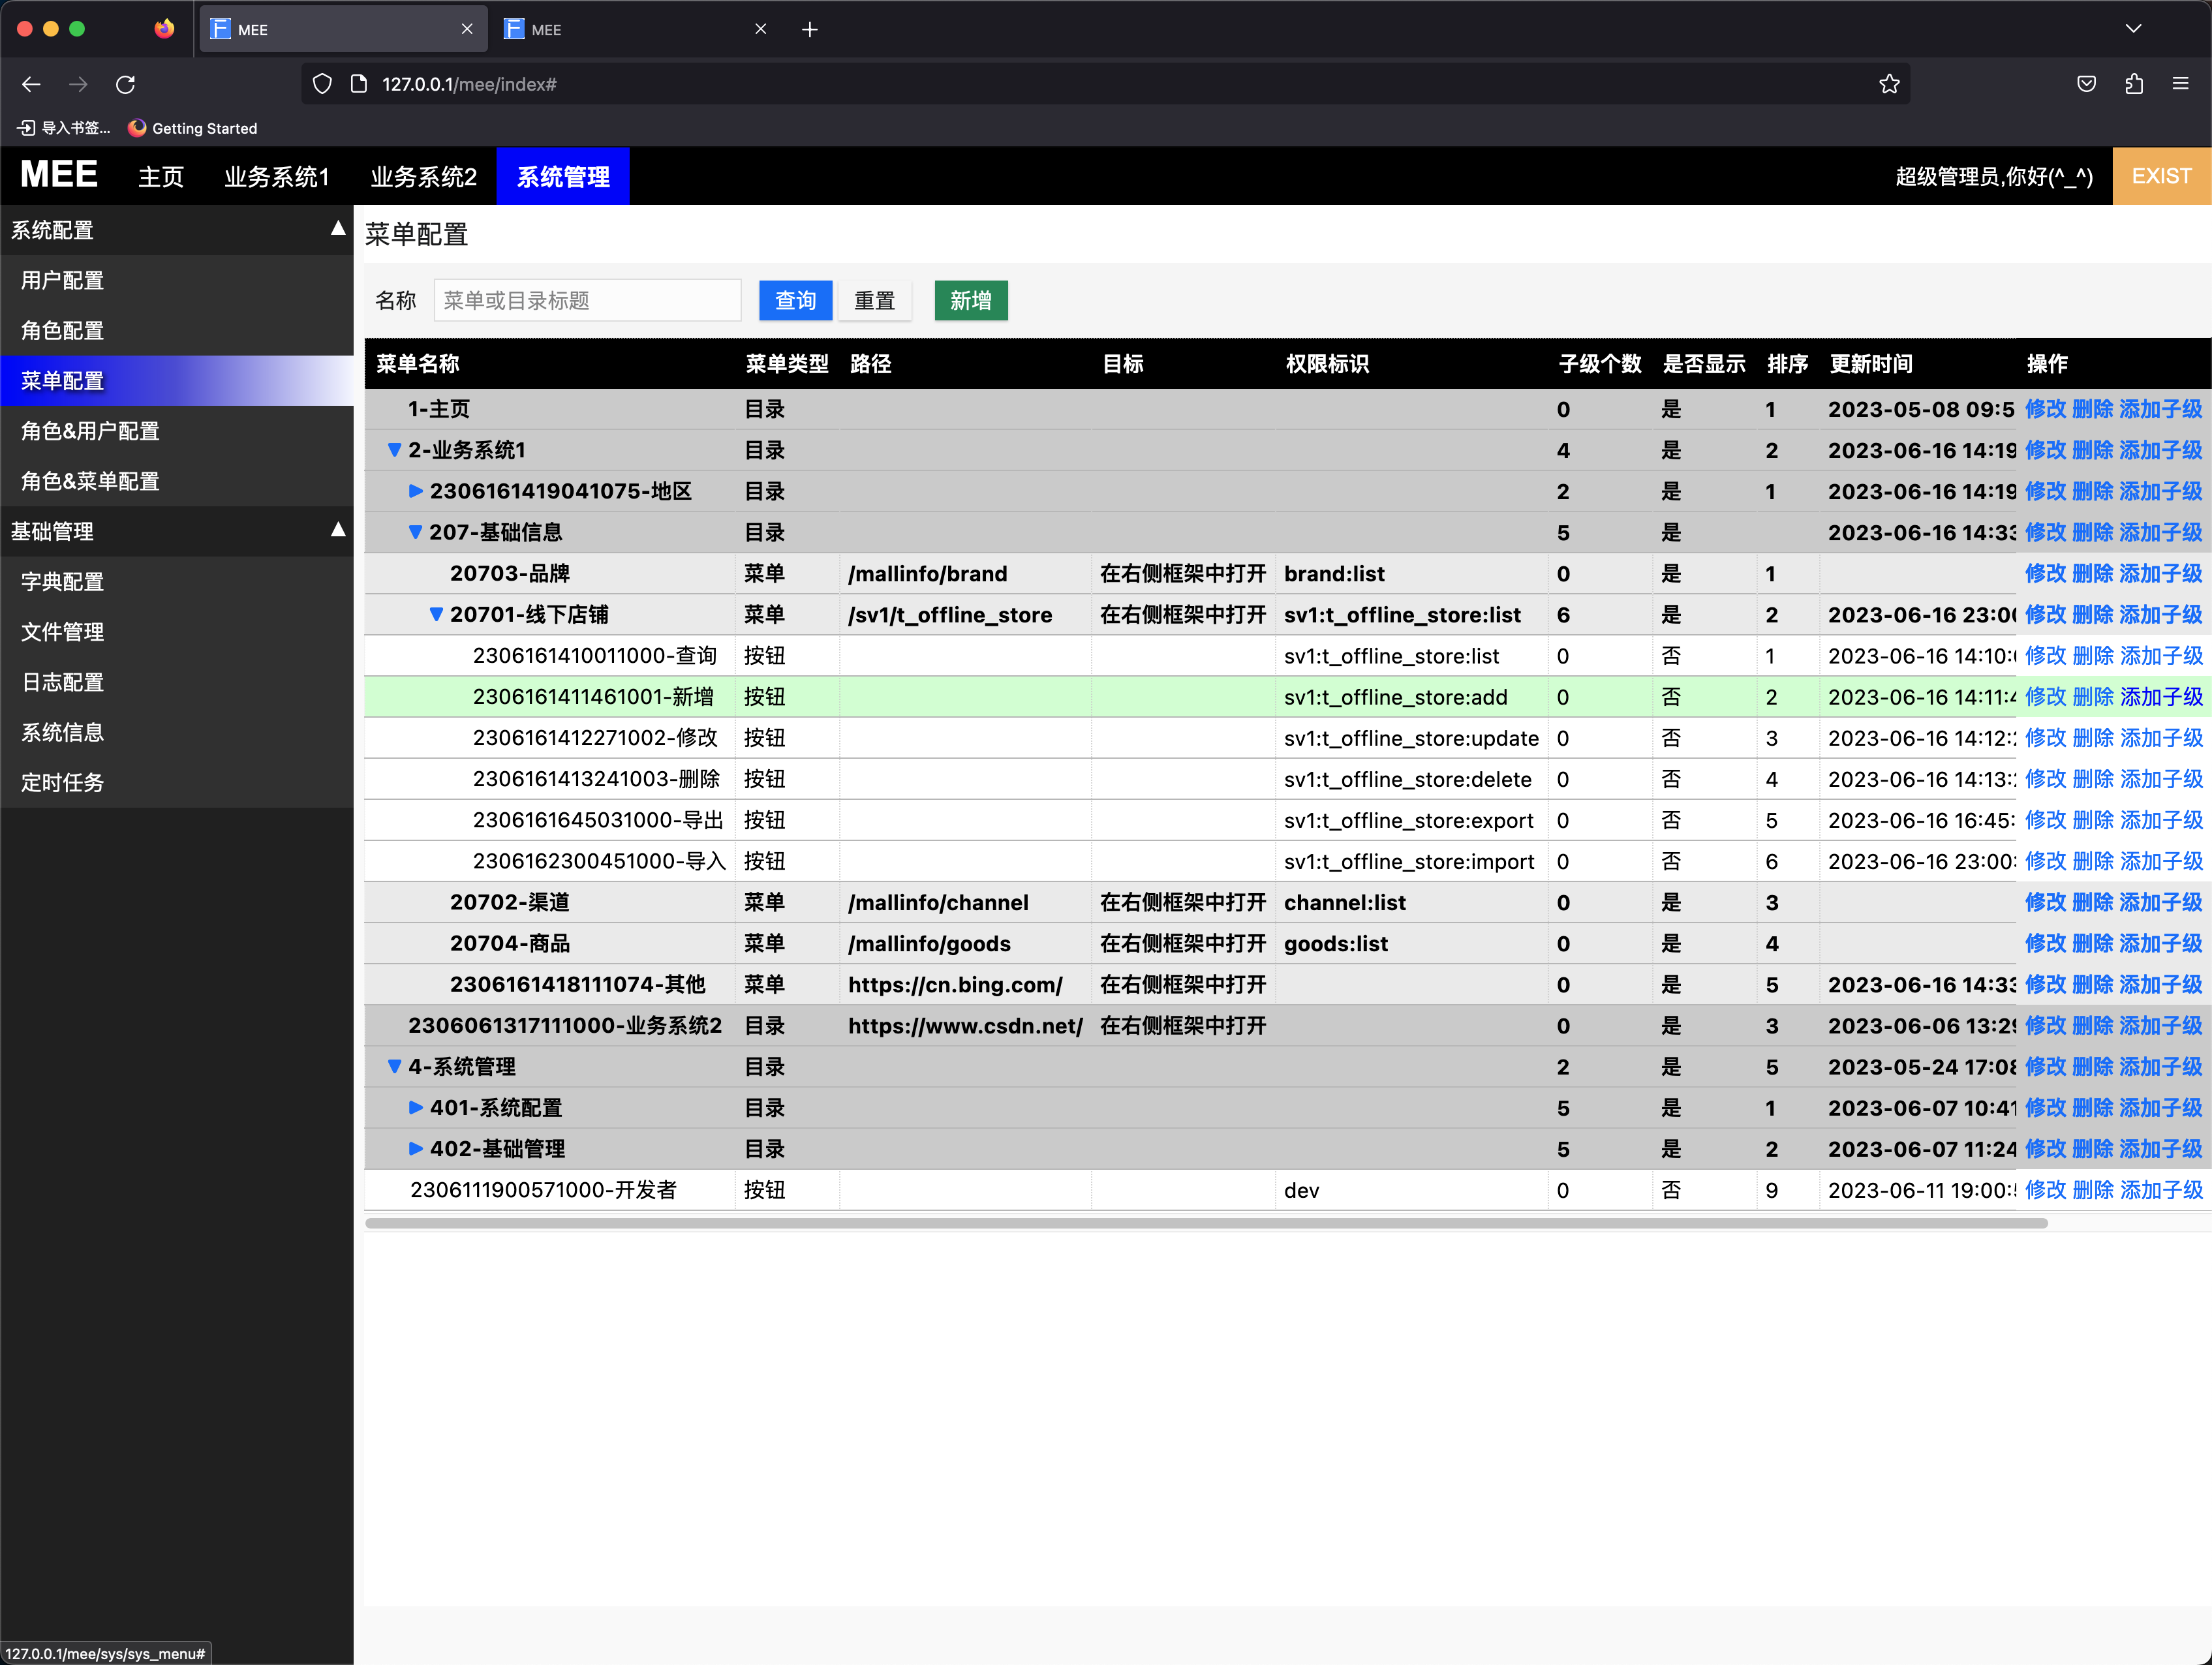 MEE MEE
127.0.0.1/mee/index#
导入书签... Getting Started
MEE 主页 业务系统1 业务系统2 系统管理 超级管理员,你好(^_^) EXIST
系统配置
用户配置
角色配置
菜单配置
角色&用户配置
角色&菜单配置
基础管理
字典配置
文件管理
日志配置
系统信息
定时任务
菜单配置
名称 菜单或目录标题 查询 重置 新增
菜单名称 菜单类型 路径 目标 权限标识 子级个数 是否显示 排序 更新时间 操作
1-主页 目录 0 是 1 2023-05-08 09:5 修改 删除 添加子级
2-业务系统1 目录 4 是 2 2023-06-16 14:19 修改 删除 添加子级
2306161419041075-地区 目录 2 是 1 2023-06-16 14:19 修改 删除 添加子级
207-基础信息 目录 5 是 2023-06-16 14:33 修改 删除 添加子级
20703-品牌 菜单 /mallinfo/brand 在右侧框架中打开 brand:list 0 是 1 修改 删除 添加子级
20701-线下店铺 菜单 /sv1/t_offline_store 在右侧框架中打开 sv1:t_offline_store:list 6 是 2 2023-06-16 23:00 修改 删除 添加子级
2306161410011000-查询 按钮 sv1:t_offline_store:list 0 否 1 2023-06-16 14:10: 修改 删除 添加子级
2306161411461001-新增 按钮 sv1:t_offline_store:add 0 否 2 2023-06-16 14:11:4 修改 删除 添加子级
2306161412271002-修改 按钮 sv1:t_offline_store:update 0 否 3 2023-06-16 14:12: 修改 删除 添加子级
2306161413241003-删除 按钮 sv1:t_offline_store:delete 0 否 4 2023-06-16 14:13: 修改 删除 添加子级
2306161645031000-导出 按钮 sv1:t_offline_store:export 0 否 5 2023-06-16 16:45: 修改 删除 添加子级
2306162300451000-导入 按钮 sv1:t_offline_store:import 0 否 6 2023-06-16 23:00: 修改 删除 添加子级
20702-渠道 菜单 /mallinfo/channel 在右侧框架中打开 channel:list 0 是 3 修改 删除 添加子级
20704-商品 菜单 /mallinfo/goods 在右侧框架中打开 goods:list 0 是 4 修改 删除 添加子级
2306161418111074-其他 菜单 https://cn.bing.com/ 在右侧框架中打开 0 是 5 2023-06-16 14:33 修改 删除 添加子级
2306061317111000-业务系统2 目录 https://www.csdn.net/ 在右侧框架中打开 0 是 3 2023-06-06 13:29 修改 删除 添加子级
4-系统管理 目录 2 是 5 2023-05-24 17:08 修改 删除 添加子级
401-系统配置 目录 5 是 1 2023-06-07 10:41 修改 删除 添加子级
402-基础管理 目录 5 是 2 2023-06-07 11:24 修改 删除 添加子级
2306111900571000-开发者 按钮 dev 0 否 9 2023-06-11 19:00: 修改 删除 添加子级
127.0.0.1/mee/sys/sys_menu#